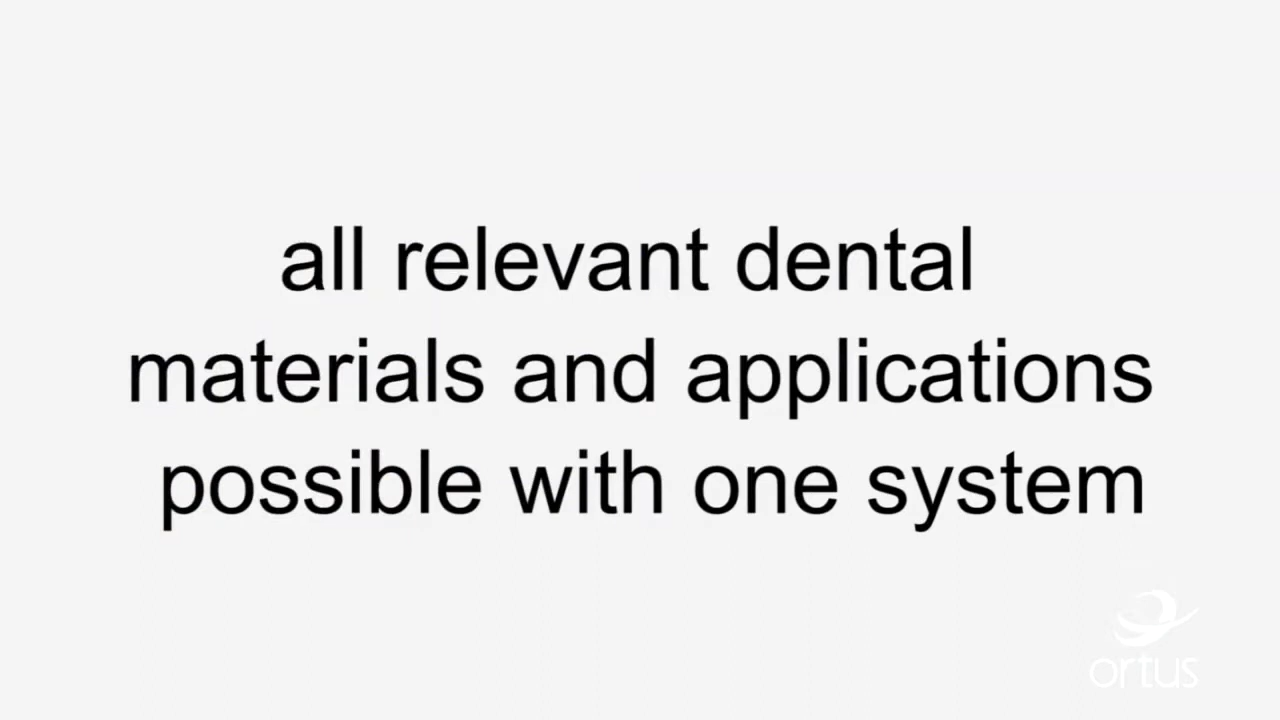 all relevant dental
materials and applications
possible with one system
ortus